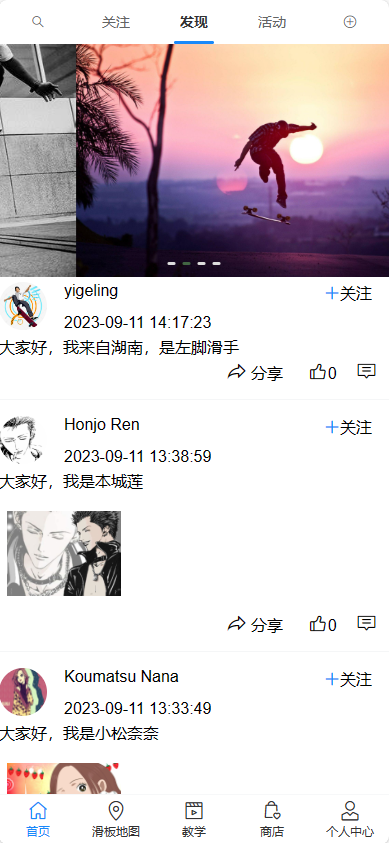 关注 发现 活动
yigeling +关注
2023-09-11 14:17:23
大家好，我来自湖南，是左脚滑手
分享 0
Honjo Ren +关注
2023-09-11 13:38:59
大家好，我是本城莲
分享 0
Koumatsu Nana +关注
2023-09-11 13:33:49
大家好，我是小松奈奈
首页 滑板地图 教学 商店 个人中心